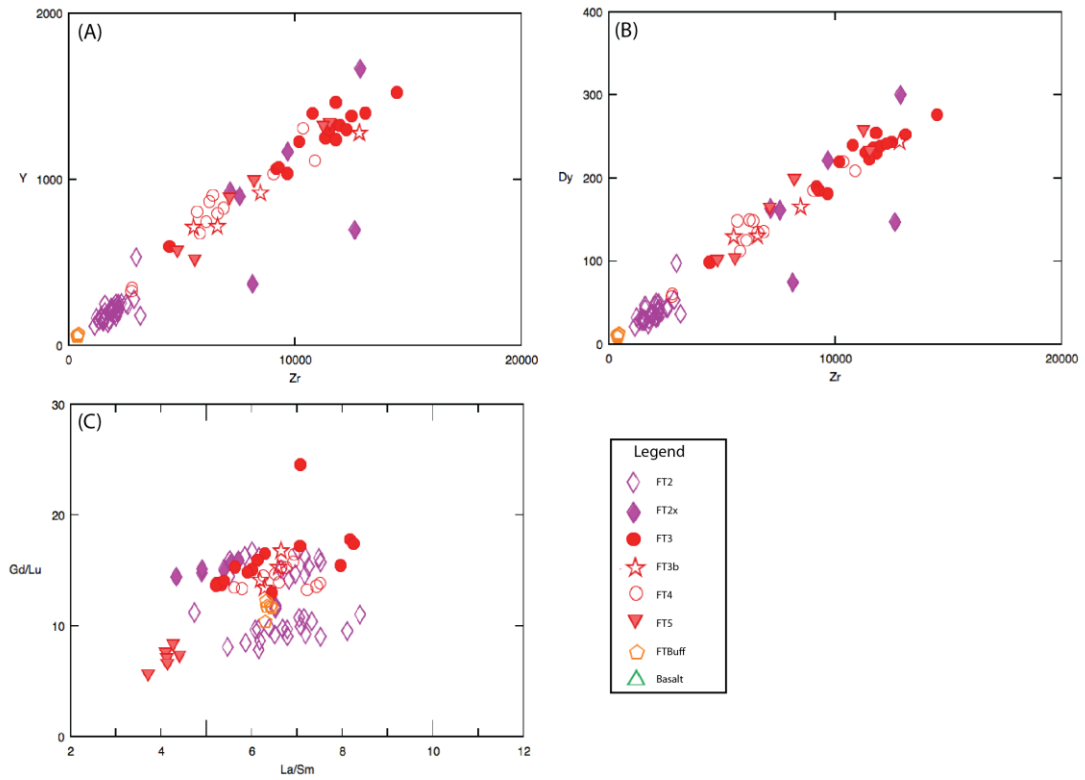 (A)
2000
1000
0
Y
0
10000
20000
Zr
(B)
400
300
200
100
0
Dy
0
10000
20000
Zr
(C)
30
20
10
0
Gd/Lu
2
4
6
8
10
12
La/Sm
Legend
FT2
FT2x
FT3
FT3b
FT4
FT5
FTBuff
Basalt